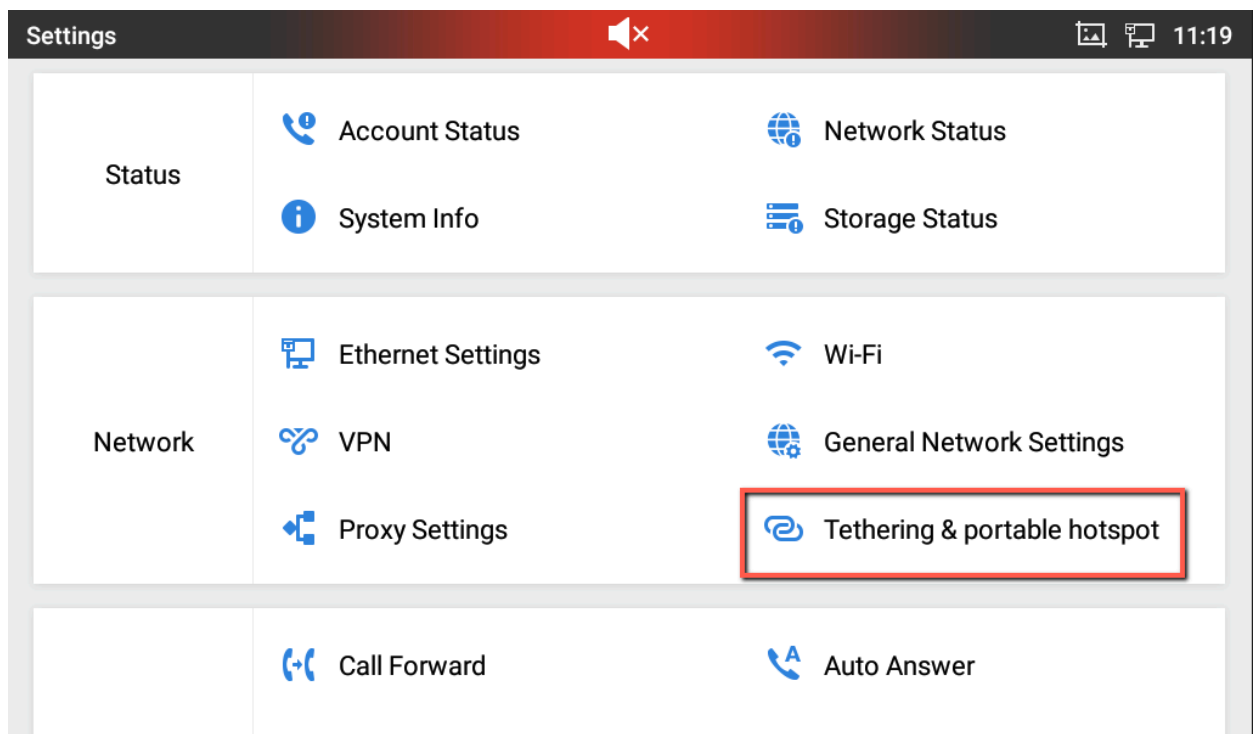 Settings
11:19
Status
Account Status
Network Status
System Info
Storage Status
Network
Ethernet Settings
Wi-Fi
VPN
General Network Settings
Proxy Settings
Tethering & portable hotspot
Call Forward
Auto Answer